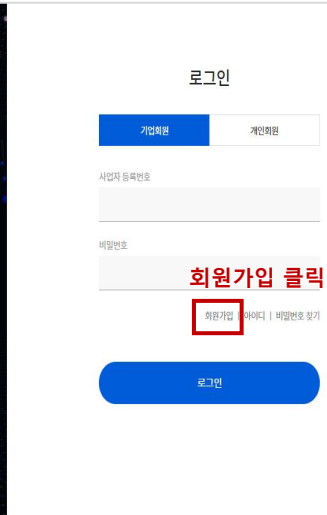 로그인
기업회원 개인회원
사업자 등록번호
비밀번호
회원가입 클릭
회원가입 | 아이디 | 비밀번호 찾기
로그인